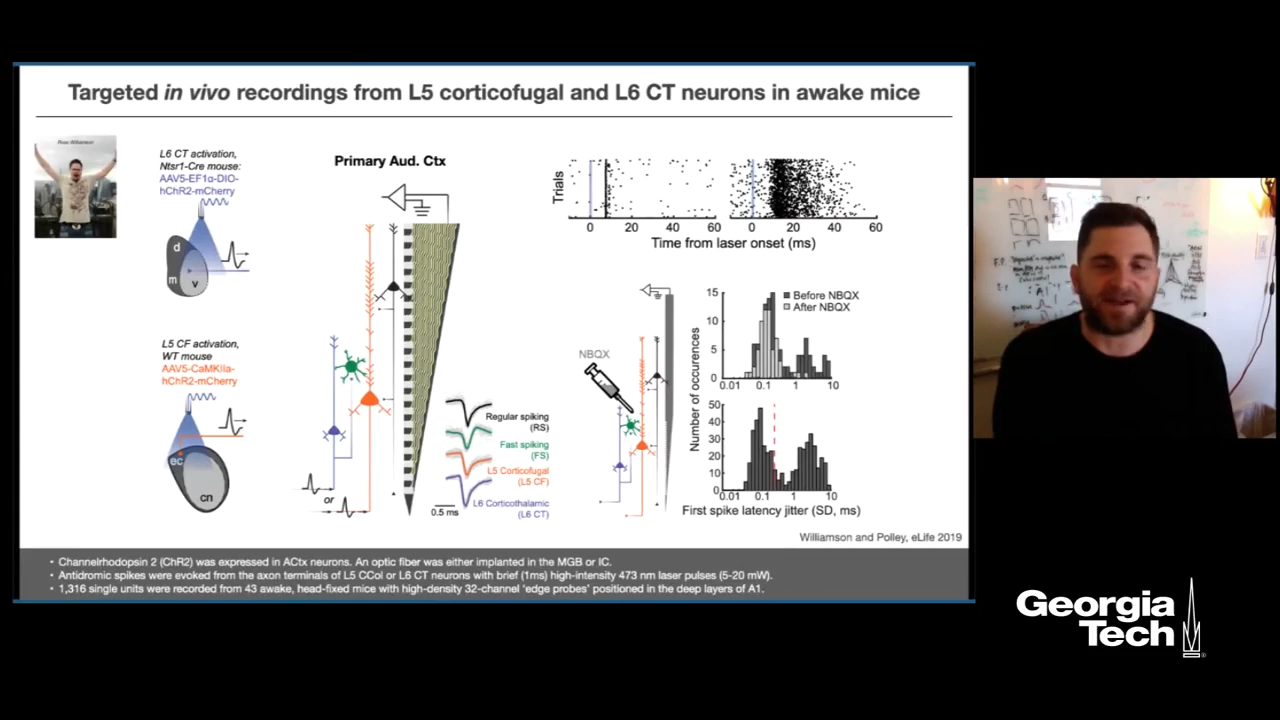 Targeted in vivo recordings from L5 corticofugal and L6 CT neurons in awake mice
Ross Williamson
L6 CT activation,
Ntsr1-Cre mouse:
AAV5-EF1α-DIO-
hChR2-mCherry
d
m
v
L5 CF activation,
WT mouse
AAV5-CaMKIIa-
hChR2-mCherry
ec
cn
Primary Aud. Ctx
or
Regular spiking
(RS)
Fast spiking
(FS)
L5 Corticofugal
(L5 CF)
L6 Corticothalamic
(L6 CT)
0.5 ms
Trials
0 20 40 60 0 20 40 60
Time from laser onset (ms)
NBQX
Number of occurences
15
10
5
0
0.01 0.1 1 10
Before NBQX
After NBQX
50
40
30
20
10
0
0.01 0.1 1 10
First spike latency jitter (SD, ms)
Williamson and Polley, eLife 2019
• Channelrhodopsin 2 (ChR2) was expressed in ACtx neurons. An optic fiber was either implanted in the MGB or IC.
• Antidromic spikes were evoked from the axon terminals of L5 CCol or L6 CT neurons with brief (1ms) high-intensity 473 nm laser pulses (5-20 mW).
• 1,316 single units were recorded from 43 awake, head-fixed mice with high-density 32-channel 'edge probes' positioned in the deep layers of A1.
Georgia
Tech